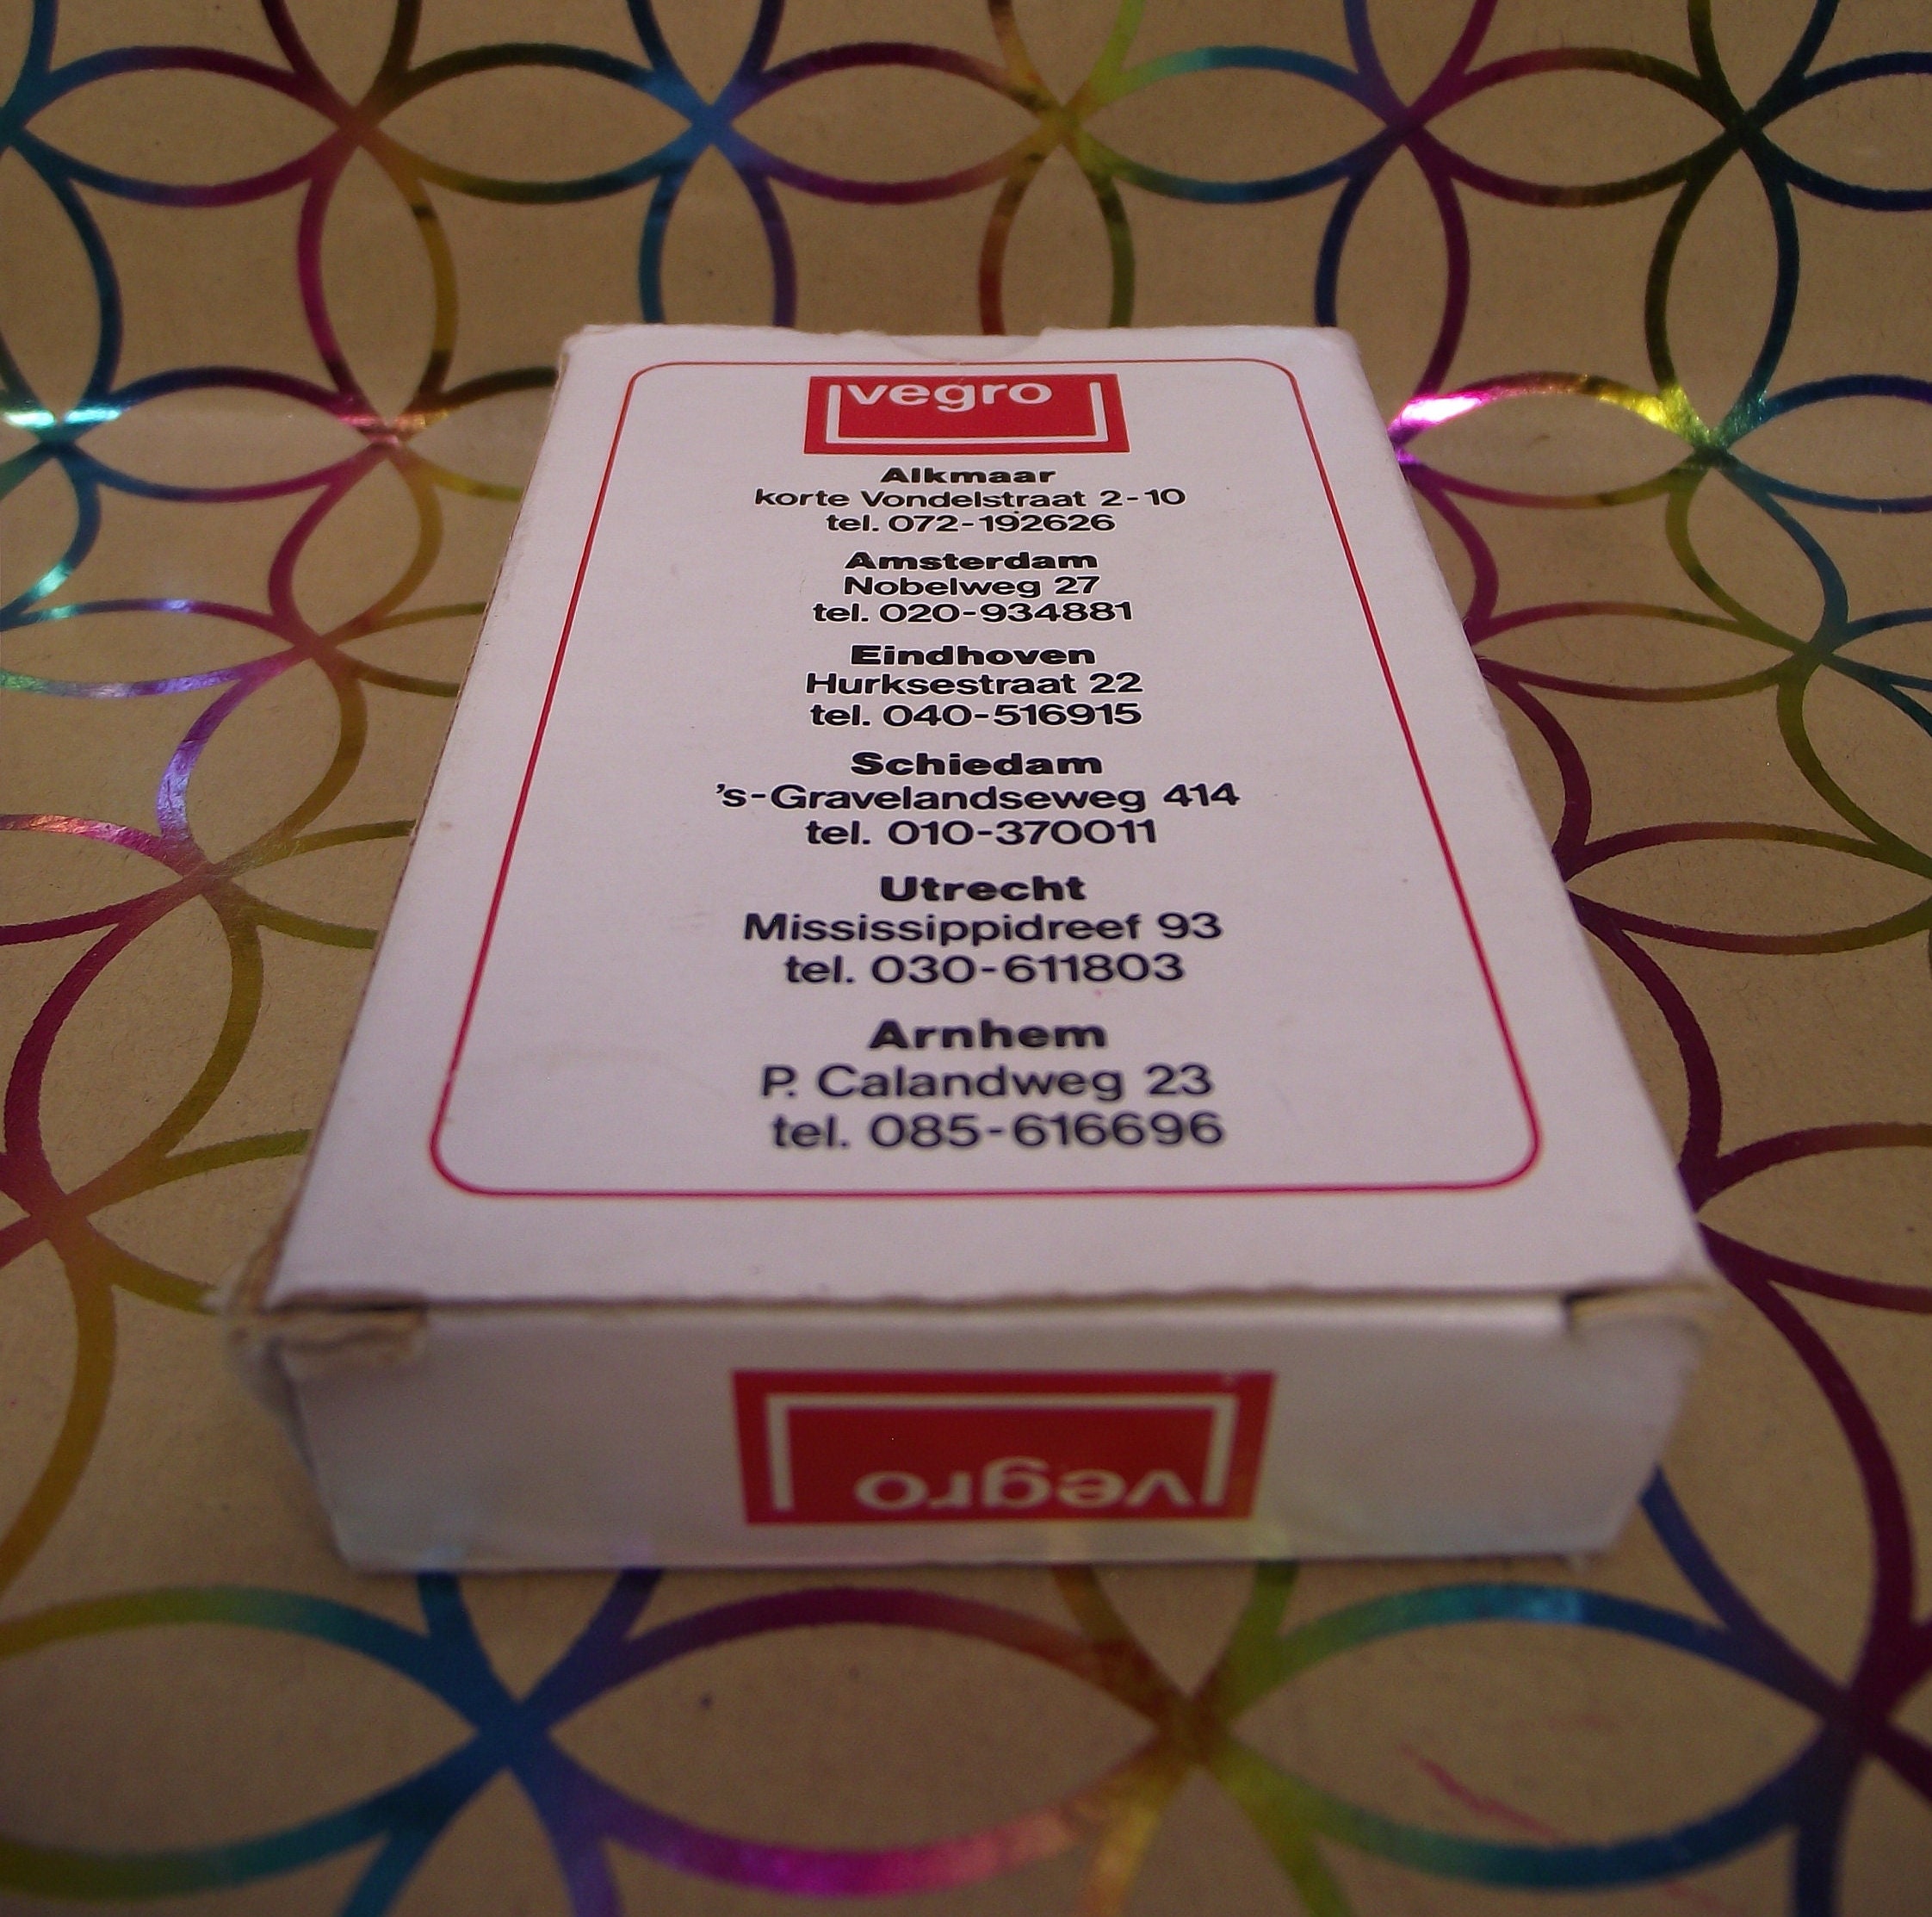 vegro
Alkmaar
korte Vondelstraat 2-10
tel. 072-192626
Amsterdam
Nobelweg 27
tel. 020-934881
Eindhoven
Hurksestraat 22
tel. 040-516915
Schiedam
's-Gravelandseweg 414
tel. 010-370011
Utrecht
Mississippidreef 93
tel. 030-611803
Arnhem
P. Calandweg 23
tel. 085-616696
vegro